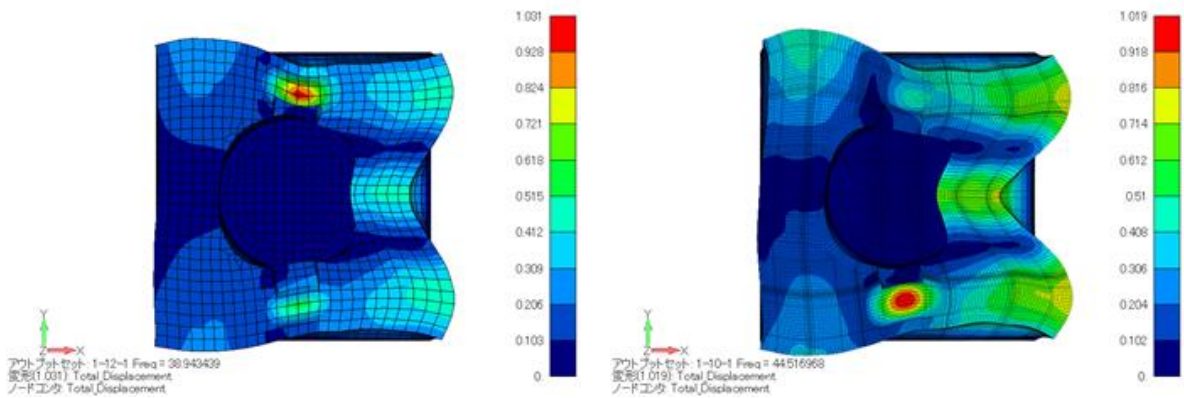 1.031
0.928
0.824
0.721
0.618
0.515
0.412
0.309
0.206
0.103
0.
Y
Z X
アウトプットセット: 1-12-1 Freq = 38.943439
変形(1.031): Total_Displacement
ノードコンタ: Total_Displacement
1.019
0.918
0.816
0.714
0.612
0.51
0.408
0.306
0.204
0.102
0.
Y
Z X
アウトプットセット: 1-10-1 Freq = 44.516968
変形(1.019): Total_Displacement
ノードコンタ: Total_Displacement